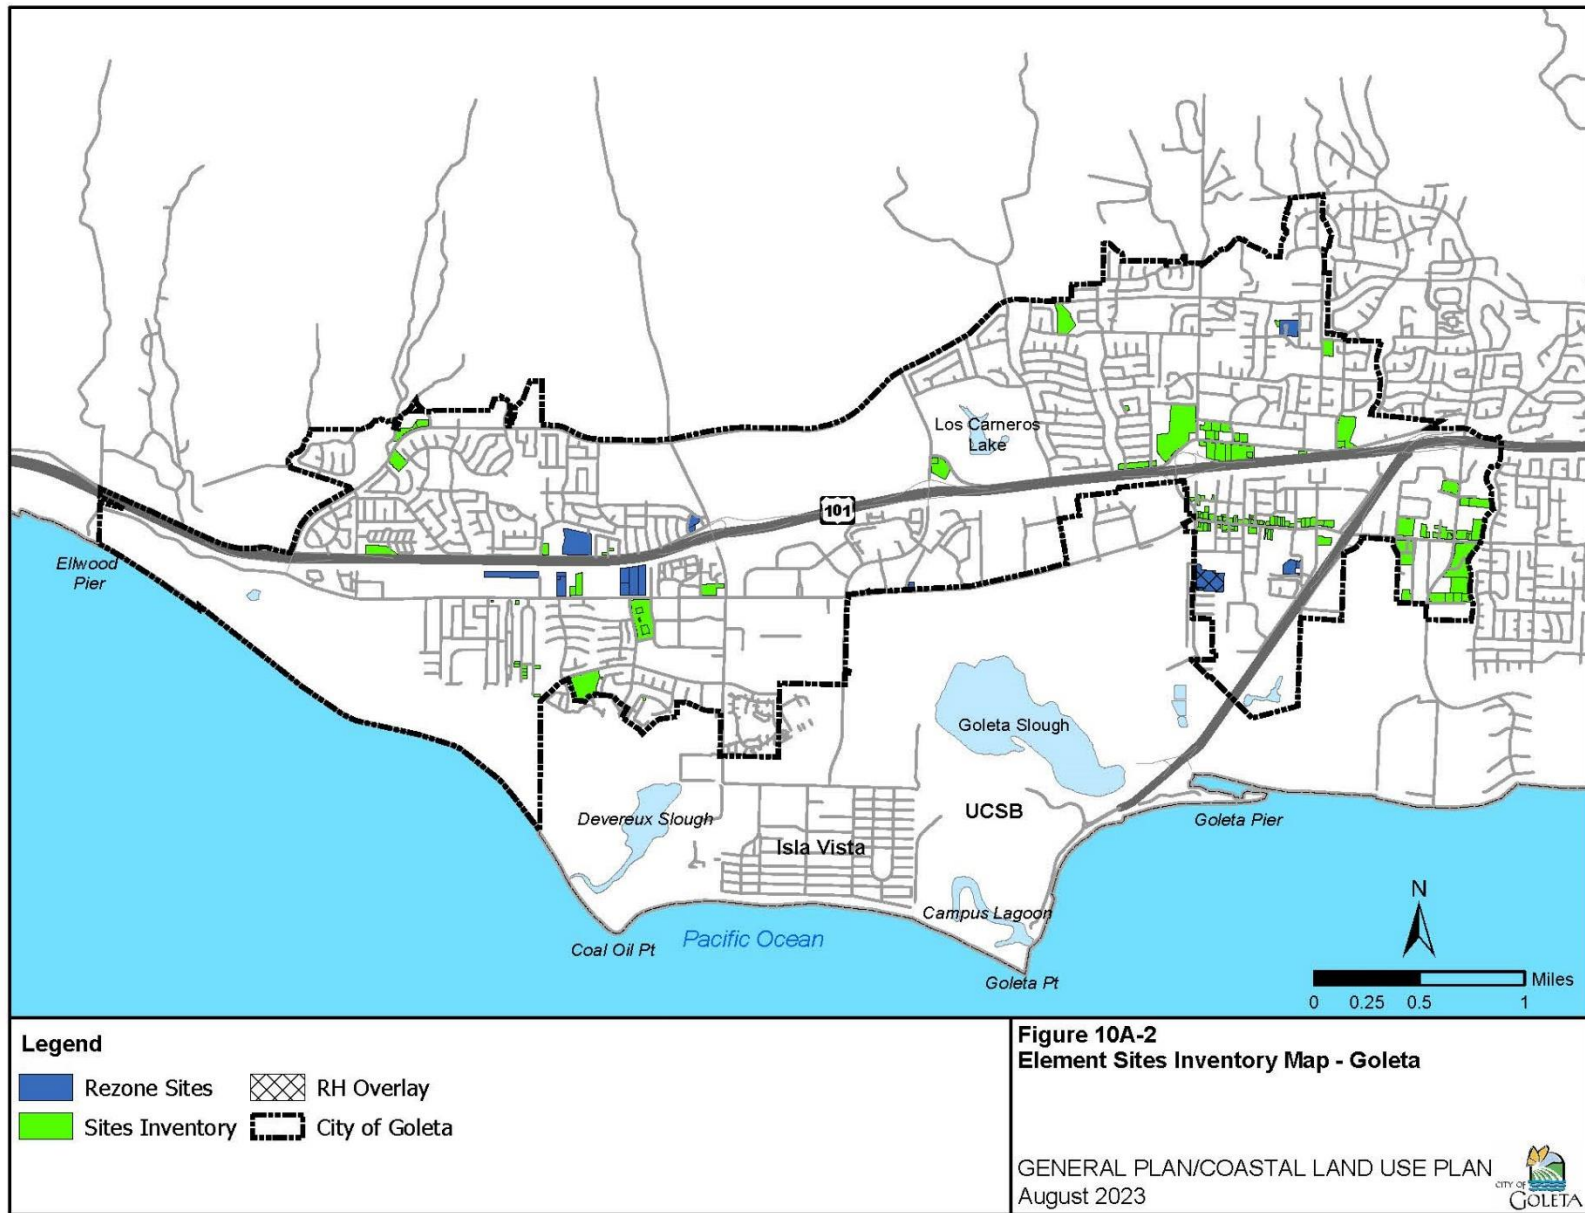 Los Carneros
Lake
101
Ellwood
Pier
Goleta Slough
Devereux Slough
UCSB
Goleta Pier
Isla Vista
Campus Lagoon
N
Coal Oil Pt
Pacific Ocean
Goleta Pt
Miles
0 0.25 0.5 1
Legend
Rezone Sites
RH Overlay
Sites Inventory
City of Goleta
Figure 10A-2
Element Sites Inventory Map - Goleta
GENERAL PLAN/COASTAL LAND USE PLAN
August 2023
CITY OF
GOLETA